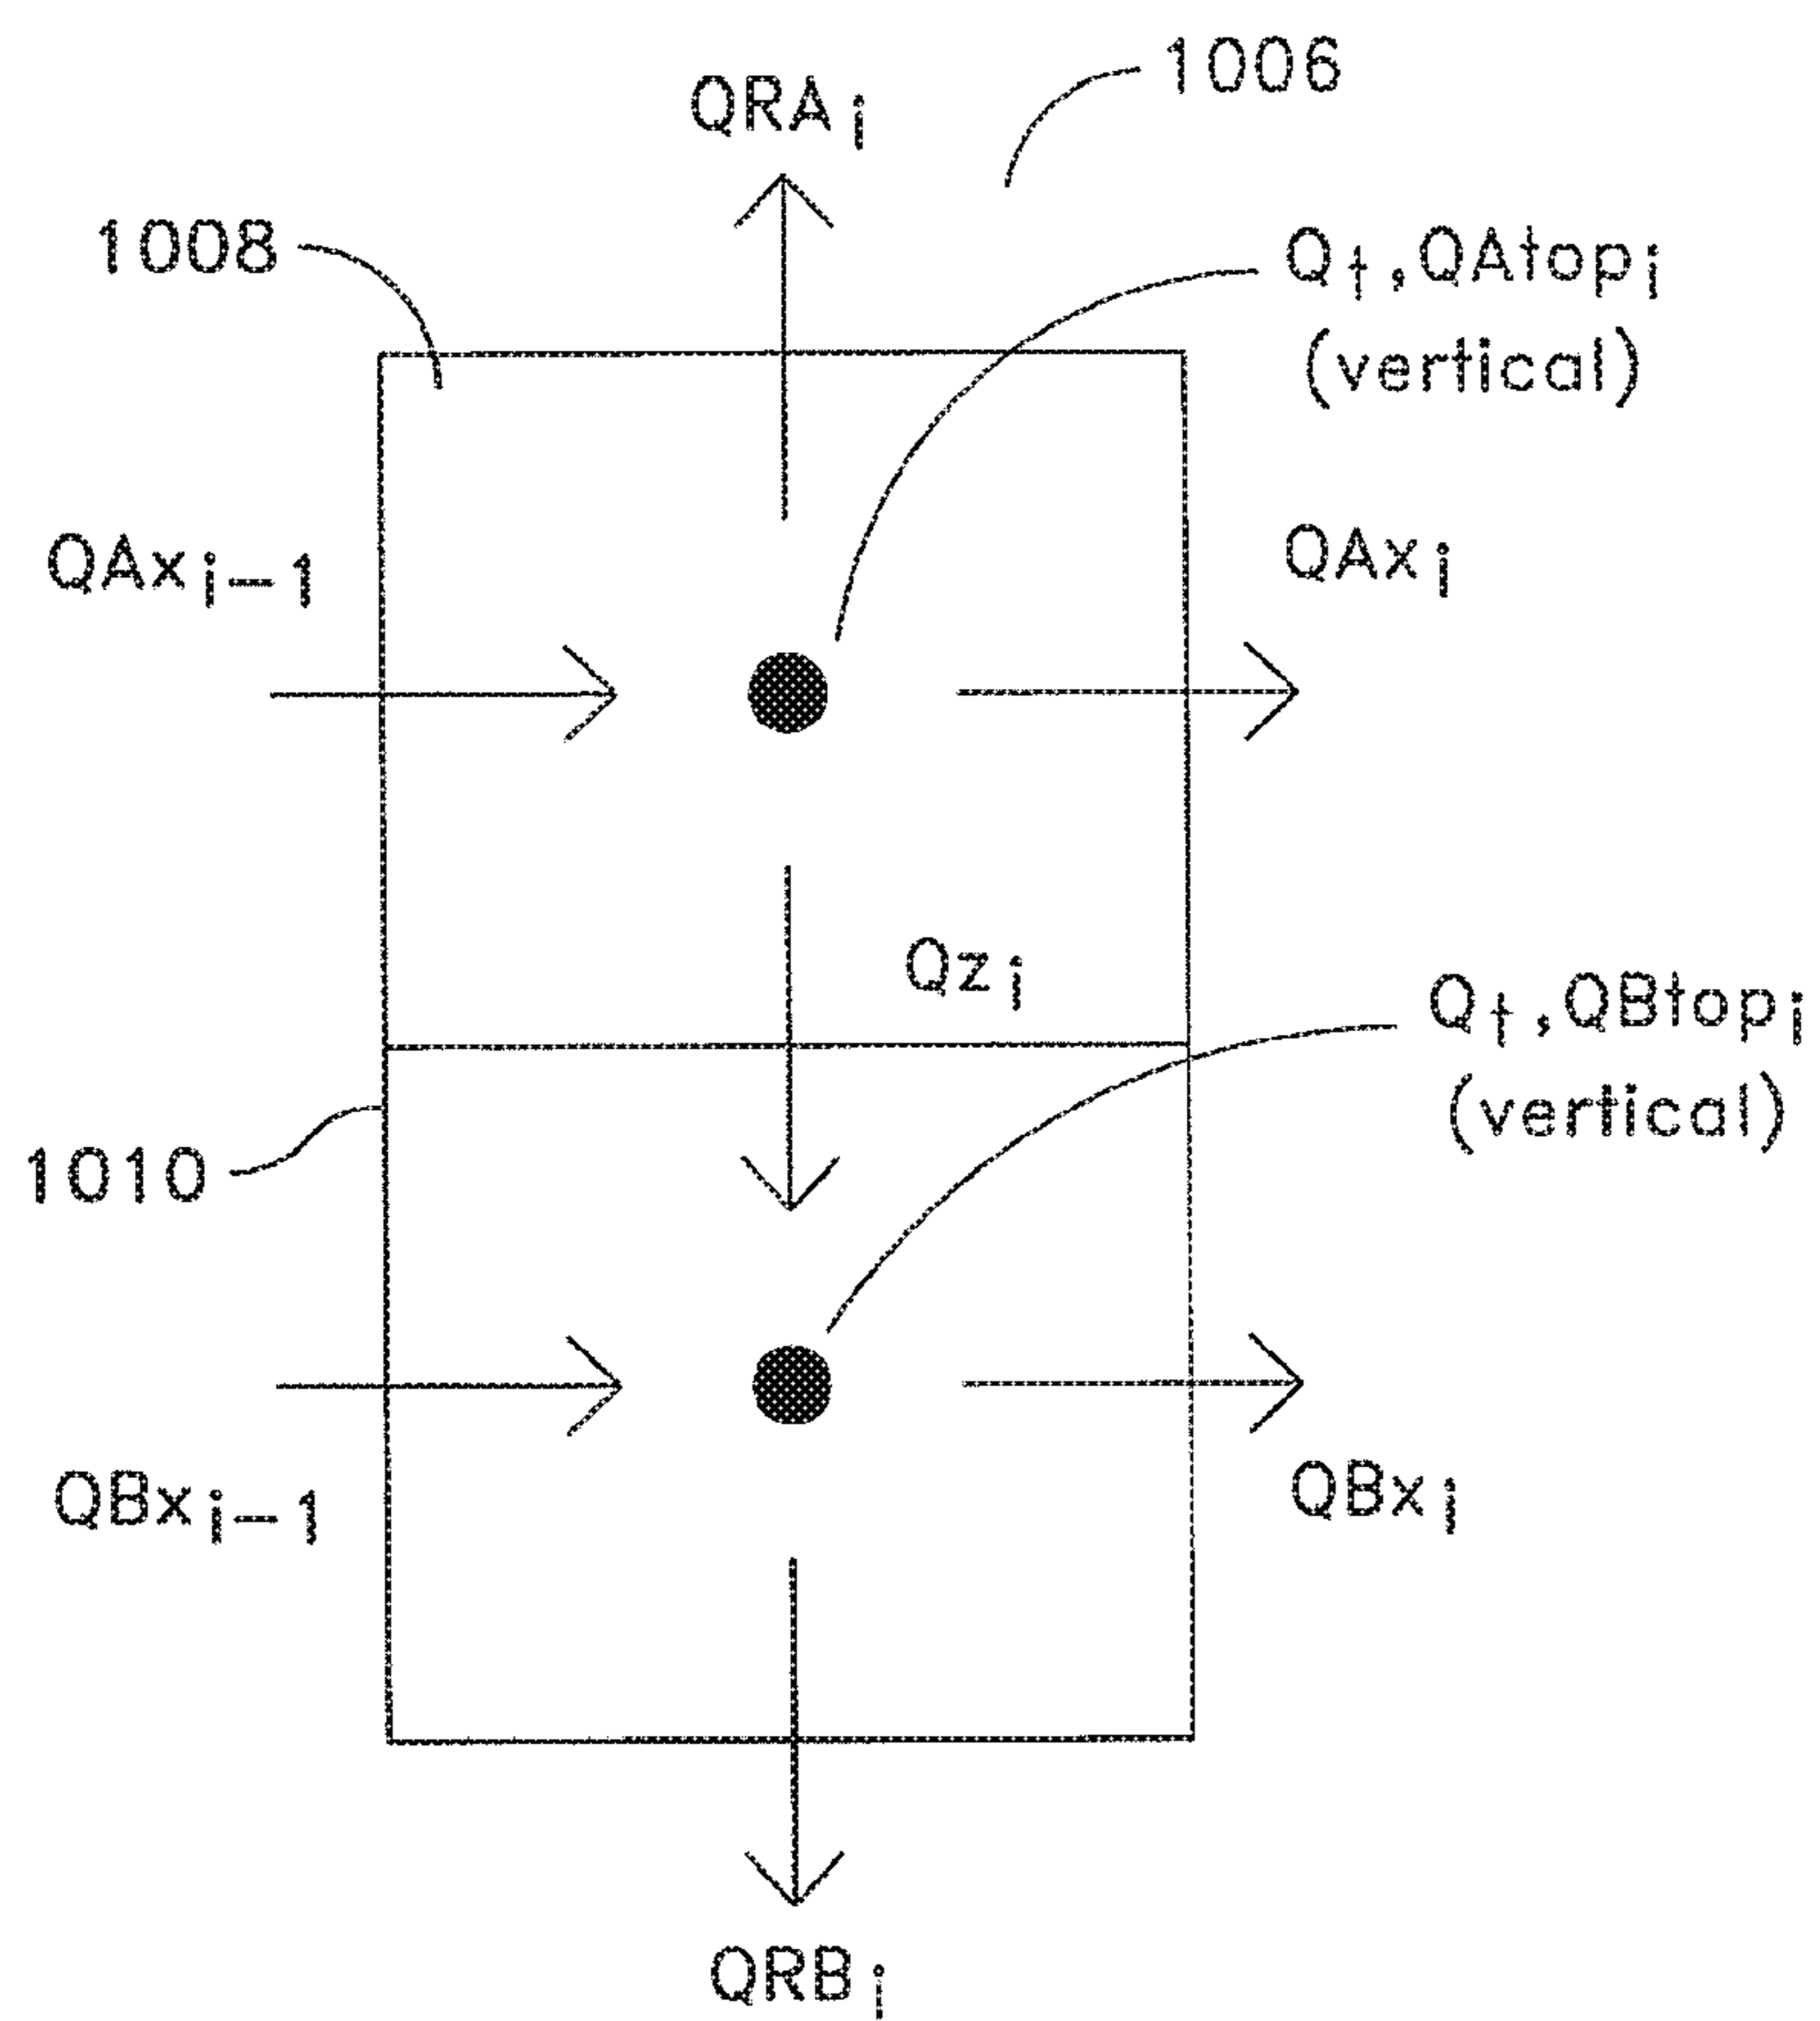 1006
QRA i
1008
Q t ,QAtop i
(vertical)
QAx i-1
QAx i
Qz i
Q t ,QBtop i
(vertical)
1010
QBx i-1
QBx i
QRB i